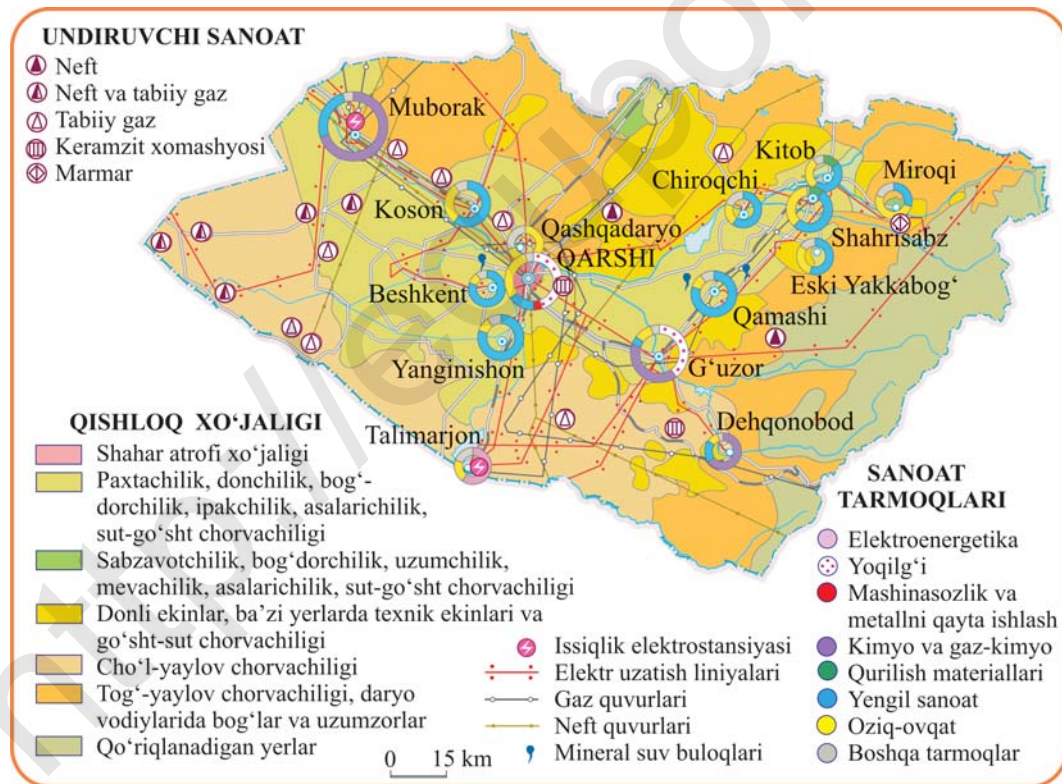 UNDIRUVCHI SANOAT
Neft
Neft va tabiiy gaz
Tabiiy gaz
Keramzit xomashyosi
Marmar
Muborak
Kitob
Miroqi
Chiroqchi
Koson
Qashqadaryo
Shahrisabz
QARSHI
Eski Yakkabog‘
Beshkent
Qamashi
Yanginishon
G‘uzor
Dehqonobod
Talimarjon
QISHLOQ XO‘JALIGI
Shahar atrofi xo‘jaligi
Paxtachilik, donchilik, bog‘-
dorchilik, ipakchilik, asalarichilik,
sut-go‘sht chorvachiligi
Sabzavotchilik, bog‘dorchilik, uzumchilik,
mevachilik, asalarichilik, sut-go‘sht chorvachiligi
Donli ekinlar, ba’zi yerlarda texnik ekinlari va
go‘sht-sut chorvachiligi
Cho‘l-yaylov chorvachiligi
Tog‘-yaylov chorvachiligi, daryo
vodiylarida bog‘lar va uzumzorlar
Qo‘riqlanadigan yerlar
0 15 km
Issiqlik elektrostansiyasi
Elektr uzatish liniyalari
Gaz quvurlari
Neft quvurlari
Mineral suv buloqlari
SANOAT
TARMOQLARI
Elektroenergetika
Yoqilg‘i
Mashinasozlik va
metallni qayta ishlash
Kimyo va gaz-kimyo
Qurilish materiallari
Yengil sanoat
Oziq-ovqat
Boshqa tarmoqlar